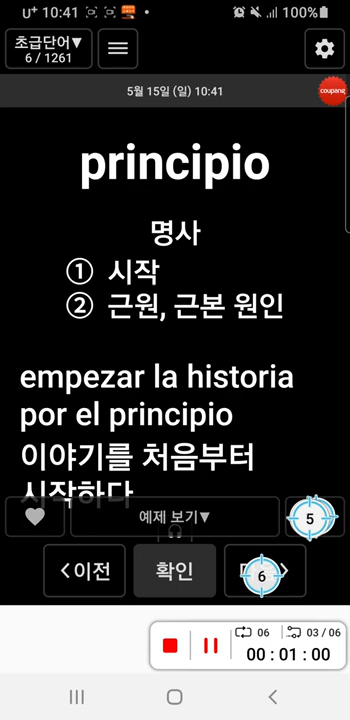 U+ 10:41 100%
초급단어▼
6 / 1261
5월 15일 (일) 10:41
coupang
principio
명사
① 시작
② 근원, 근본 원인
empezar la historia
por el principio
이야기를 처음부터
시작하다
예제 보기▼
5
<이전
확인
6
>
06
03 / 06
00 : 01 : 00